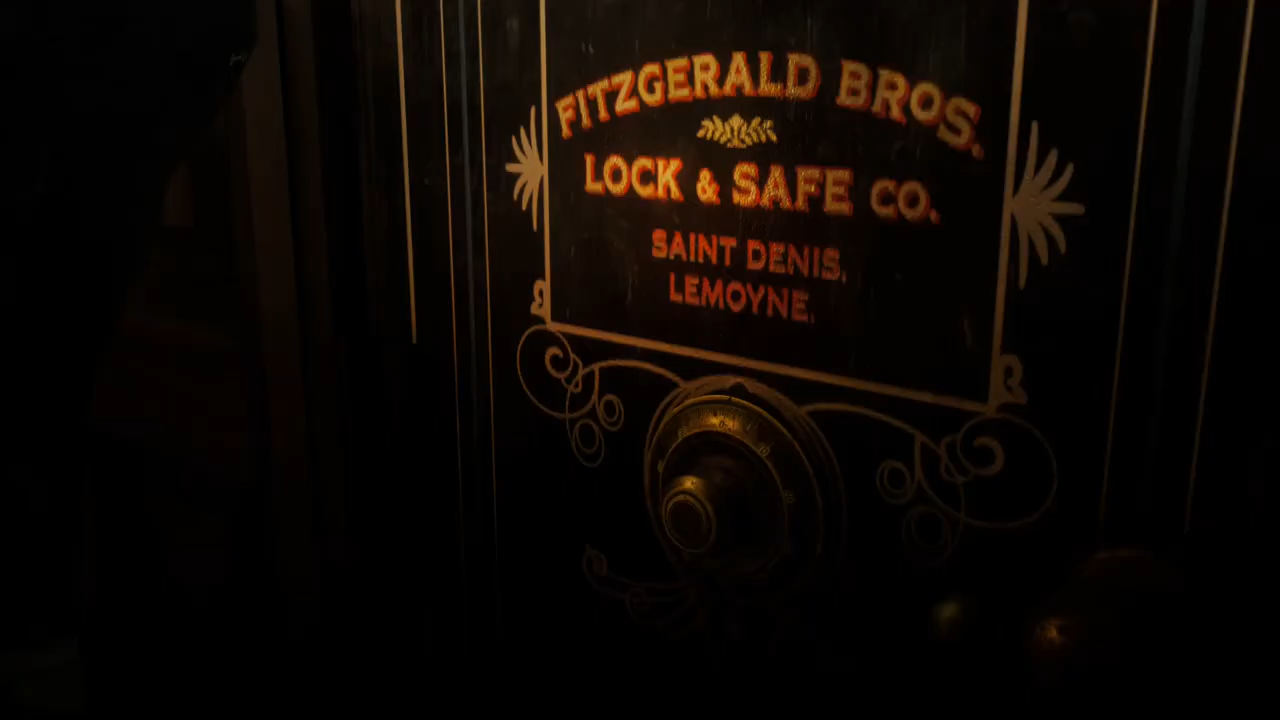 FITZGERALD BROS.
LOCK & SAFE CO.
SAINT DENIS,
LEMOYNE.